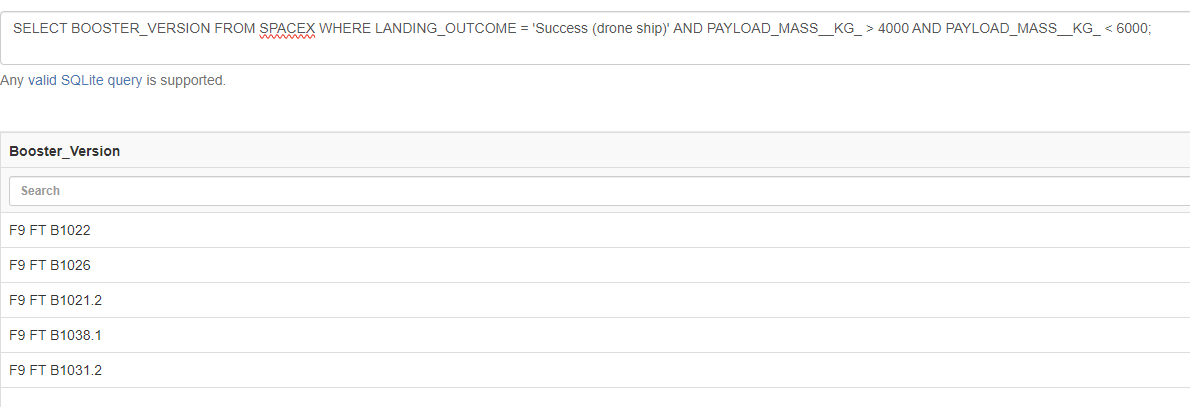 SELECT BOOSTER_VERSION FROM SPACEX WHERE LANDING_OUTCOME = 'Success (drone ship)' AND PAYLOAD_MASS__KG_ > 4000 AND PAYLOAD_MASS__KG_ < 6000;
Any valid SQLite query is supported.
Booster_Version
Search
F9 FT B1022
F9 FT B1026
F9 FT B1021.2
F9 FT B1038.1
F9 FT B1031.2